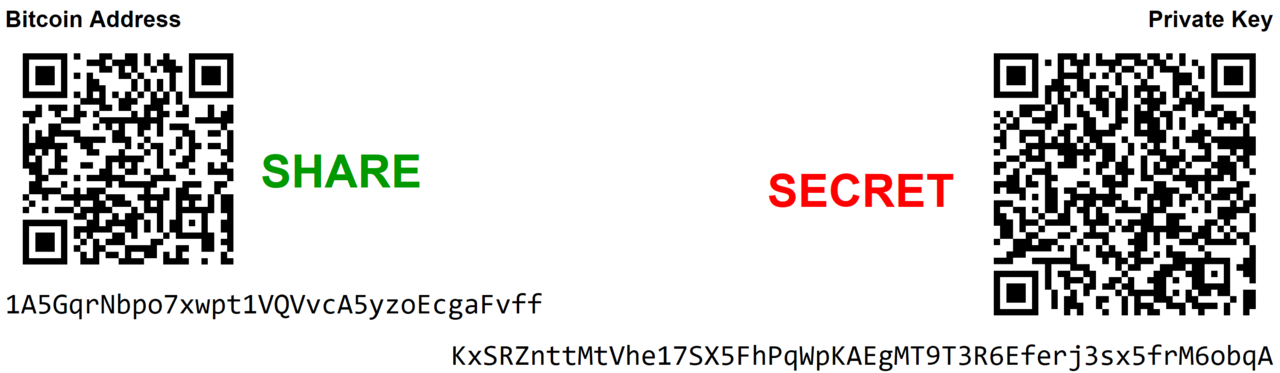 Bitcoin Address
Private Key
SHARE
SECRET
1A5GqrNbpo7xwpt1VQVvcA5yzoEcgaFvff
KxSRZnttMtVhe17SX5FhPqWpKAEgMT9T3R6Eferj3sx5frM6obqA